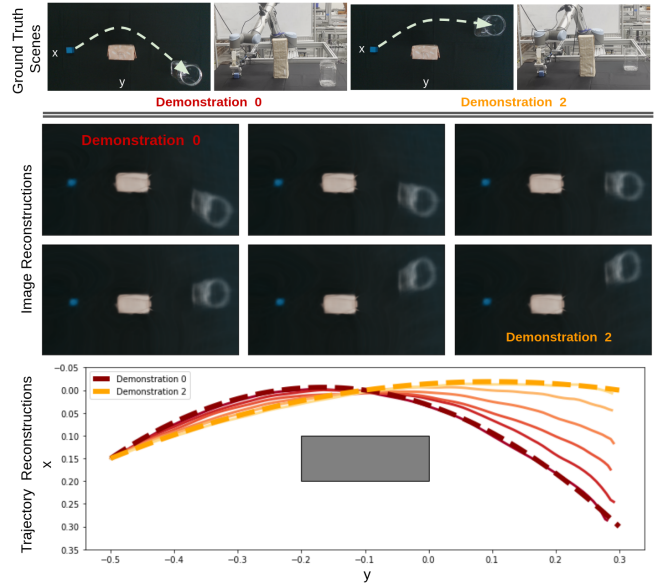 Ground Truth
Scenes
x
y
x
y
Demonstration 0
Demonstration 2
Image Reconstructions
Demonstration 0
Demonstration 2
Trajectory Reconstructions
x
−0.05
0.00
0.05
0.10
0.15
0.20
0.25
0.30
0.35
Demonstration 0
Demonstration 2
−0.5
−0.4
−0.3
−0.2
−0.1
0.0
0.1
0.2
0.3
y